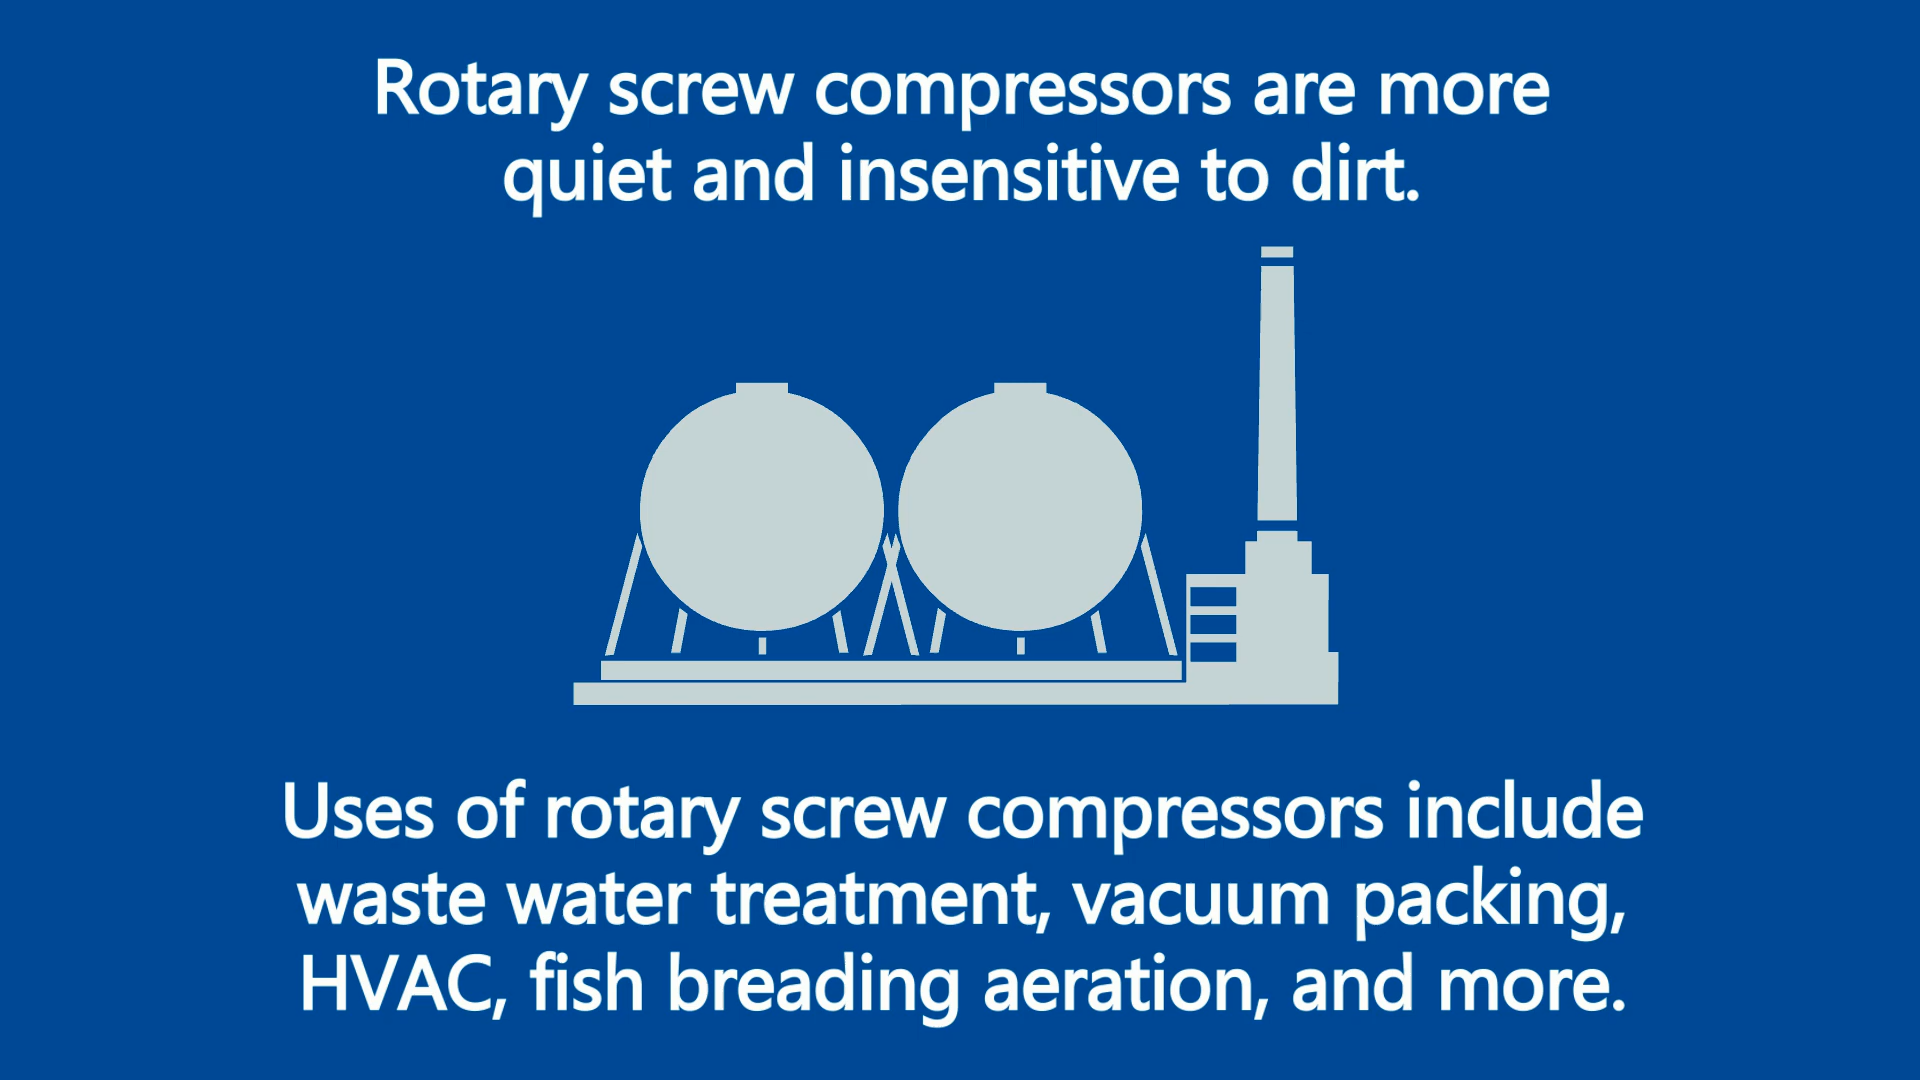 Rotary screw compressors are more
quiet and insensitive to dirt.
Uses of rotary screw compressors include
waste water treatment, vacuum packing,
HVAC, fish breading aeration, and more.